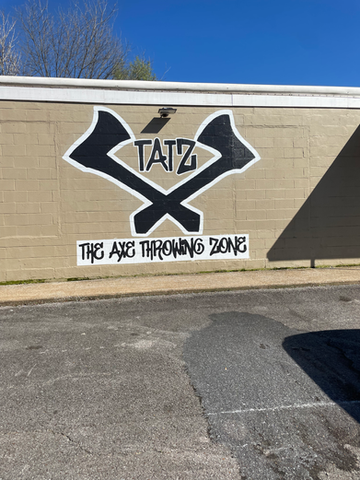 TATZ
THE AXE THROWING ZONE